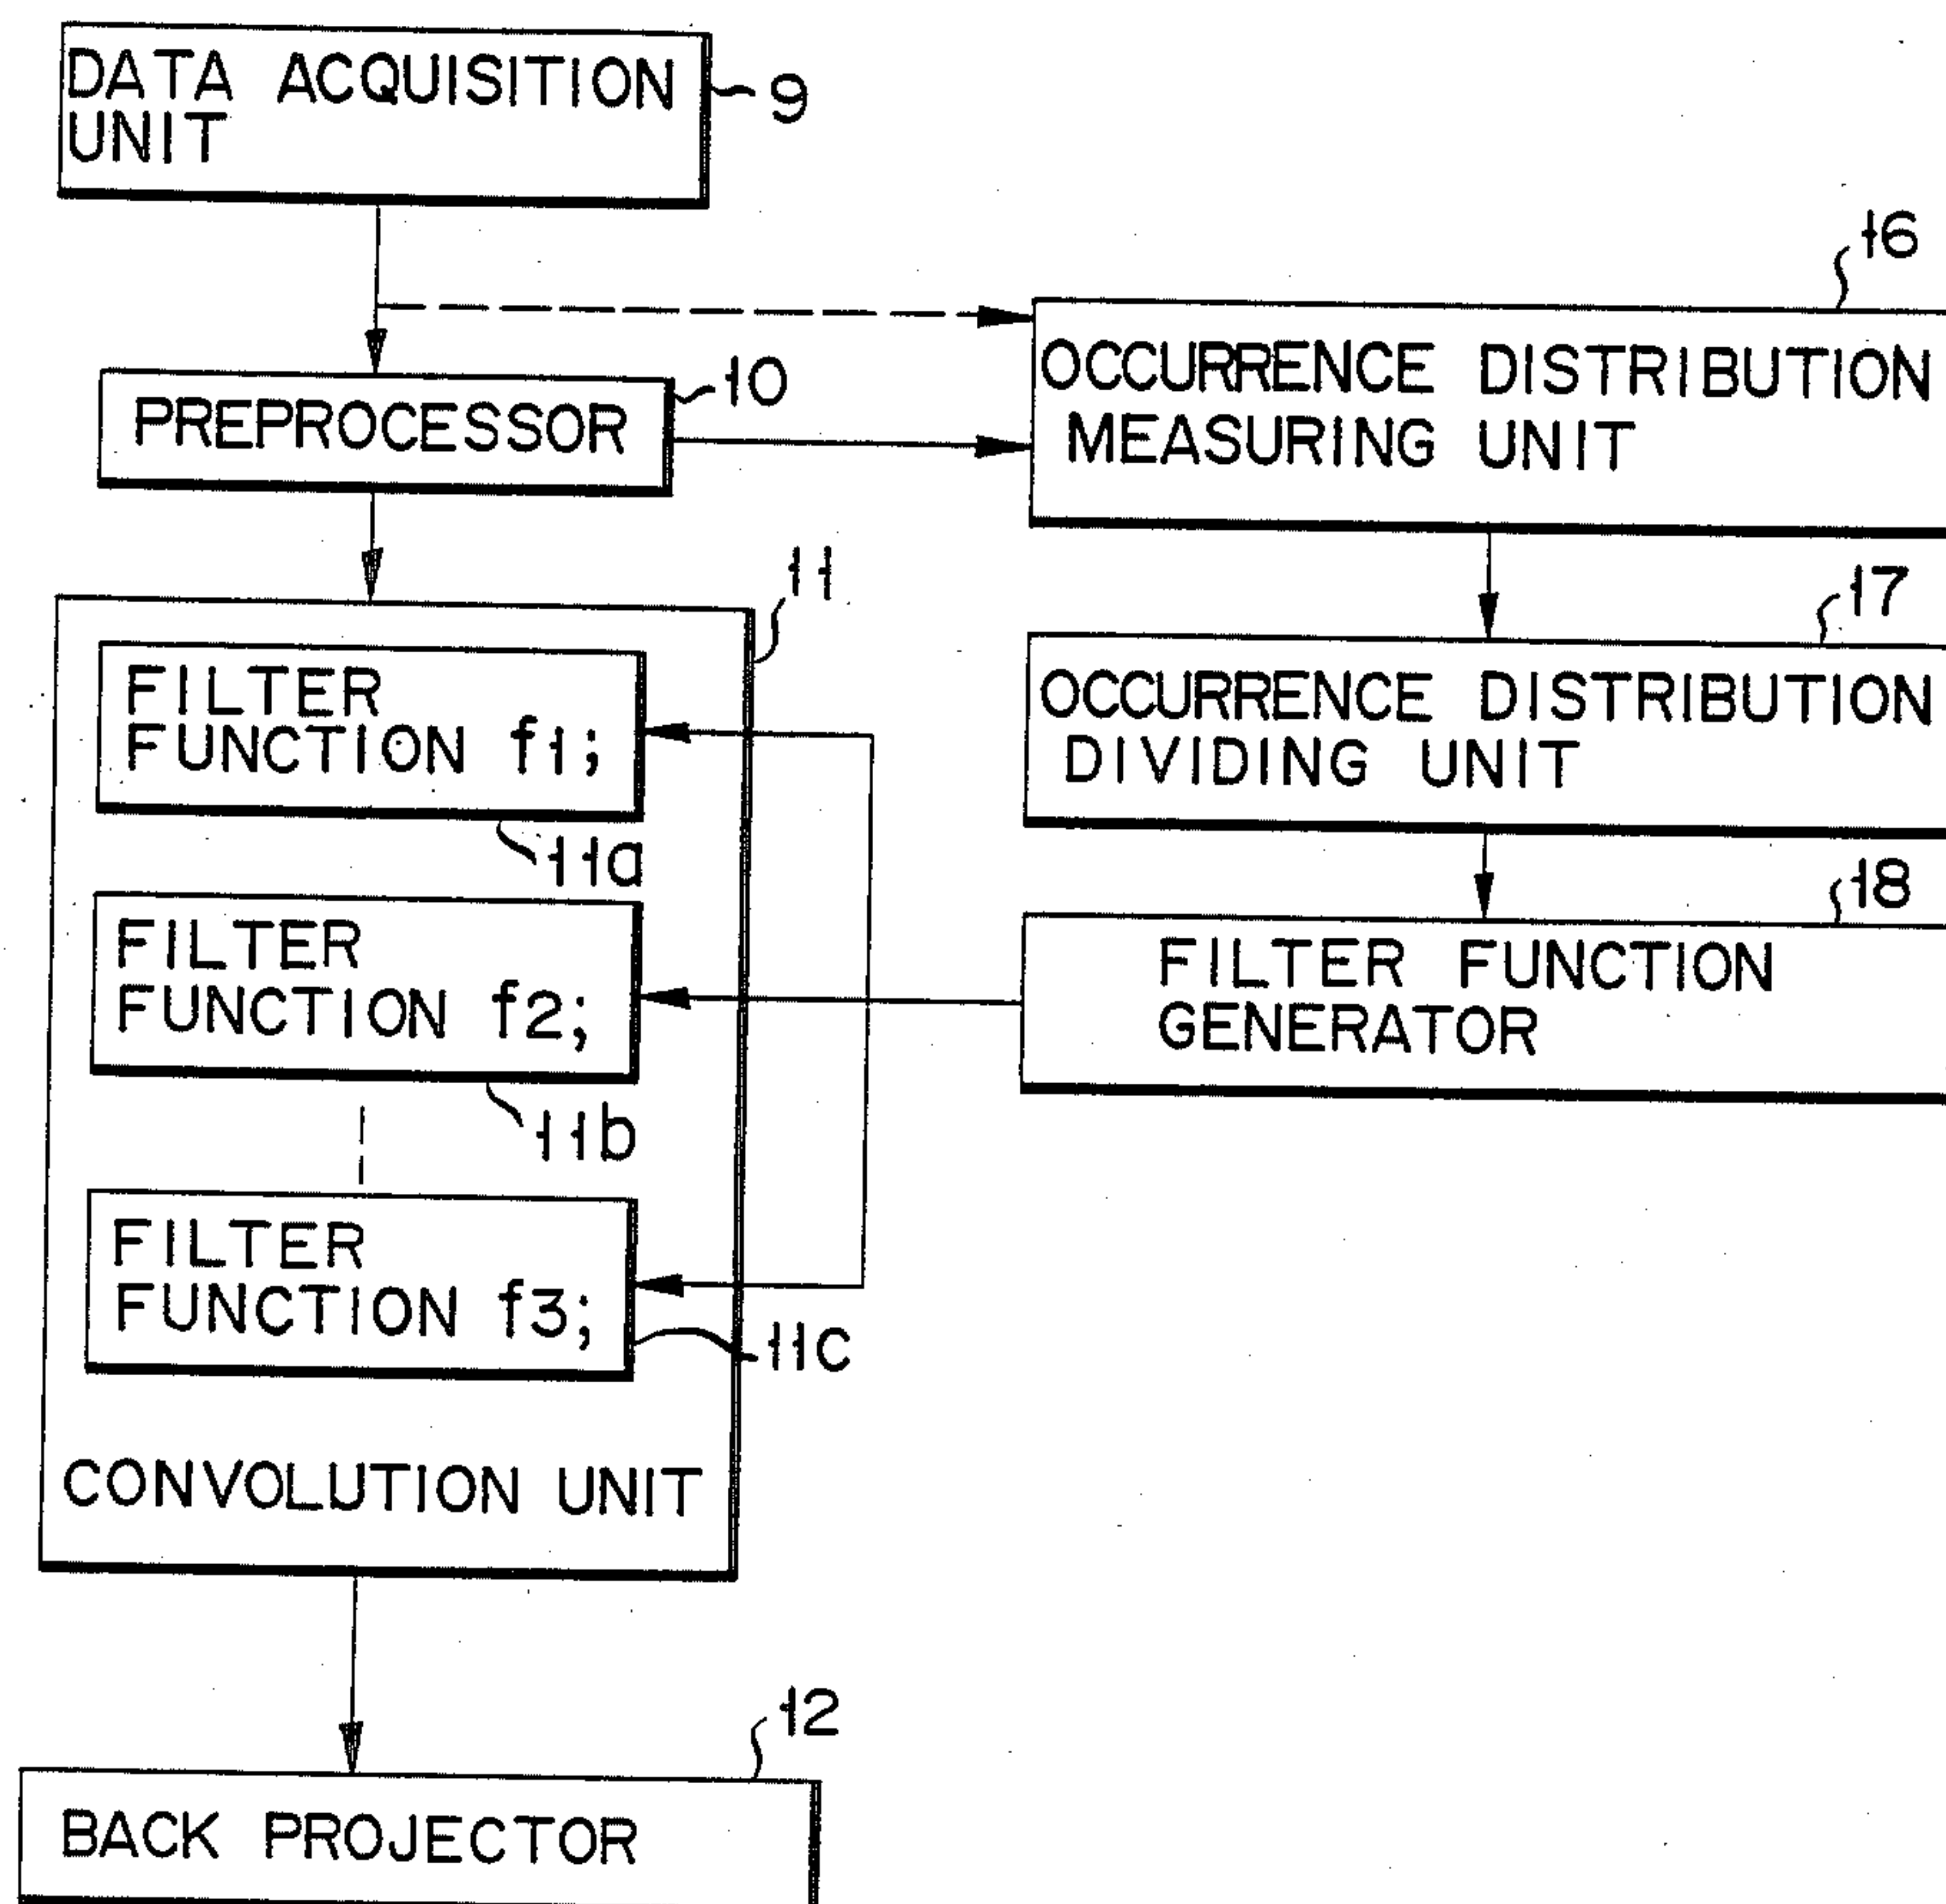 DATA ACQUISITION
UNIT
9
16
OCCURRENCE DISTRIBUTION
MEASURING UNIT
10
PREPROCESSOR
11
17
OCCURRENCE DISTRIBUTION
DIVIDING UNIT
FILTER
FUNCTION f1;
11a
18
FILTER FUNCTION
GENERATOR
FILTER
FUNCTION f2;
11b
FILTER
FUNCTION f3;
11c
CONVOLUTION UNIT
12
BACK PROJECTOR